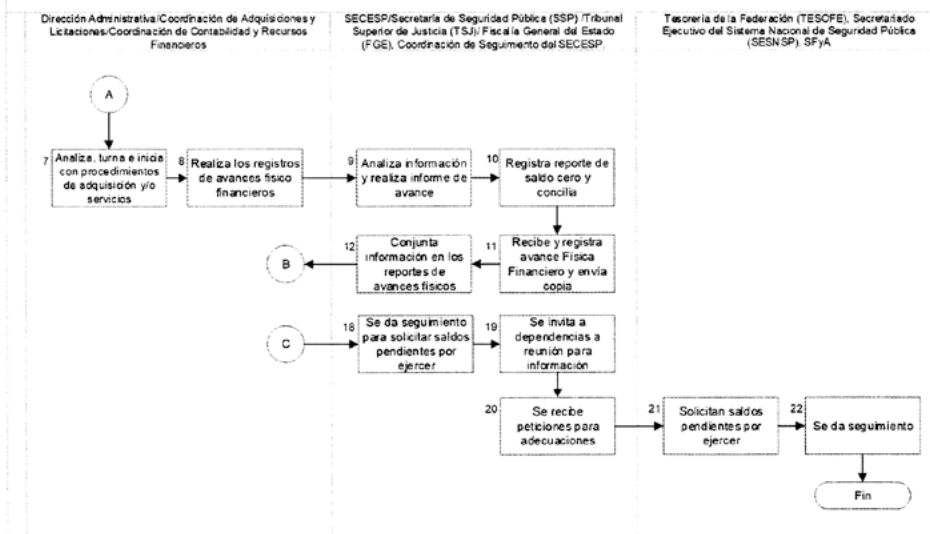 Dirección Administrativa/Coordinación de Adquisiciones y
Licitaciones/Coordinación de Contabilidad y Recursos
Financieros
SECESP/Secretaría de Seguridad Pública (SSP) /Tribunal
Superior de Justicia (TSJ)/ Fiscalía General del Estado
(FGE), Coordinación de Seguimento del SECESP.
Tesorería de la Federación (TESOFE), Secretariado
Ejecutivo del Sistema Nacional de Seguridad Pública
(SESNSP), SFyA
A
7
Analiza, turna e inicia
con procedimientos
de adquisición y/o
servicios
8
Realiza los registros
de avances físico
financieros
9
Analiza información
y realiza informe de
avance
10
Registra reporte de
saldo cero y
concilia
B
12
Conjunta
información en los
reportes de
avances físicos
11
Recibe y registra
avance Física
Financiero y envía
copia
C
18
Se da seguimiento
para solicitar saldos
pendientes por
ejercer
19
Se invita a
dependencias a
reunión para
información
20
Se recibe
peticiones para
adecuaciones
21
Solicitan saldos
pendientes por
ejercer
22
Se da seguimiento
Fin